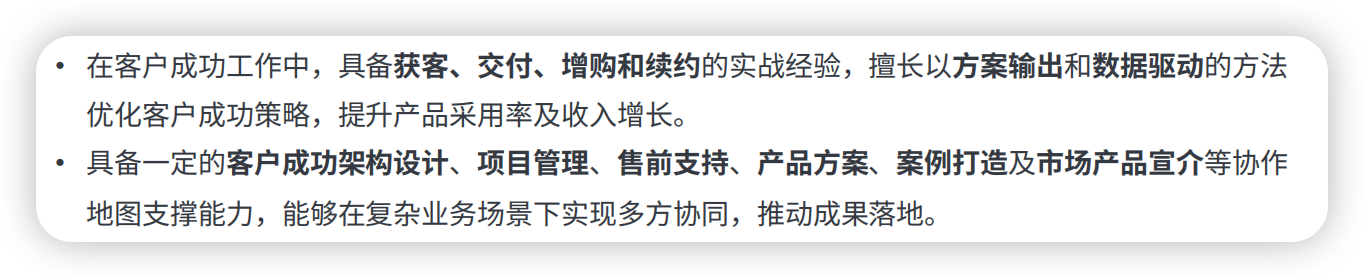 • 在客户成功工作中，具备获客、交付、增购和续约的实战经验，擅长以方案输出和数据驱动的方法
优化客户成功策略，提升产品采用率及收入增长。
• 具备一定的客户成功架构设计、项目管理、售前支持、产品方案、案例打造及市场产品宣介等协作
地图支撑能力，能够在复杂业务场景下实现多方协同，推动成果落地。